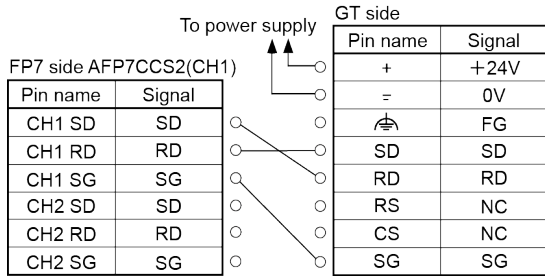 To power supply
GT side
Pin name Signal
+ +24V
= 0V
FG
SD SD
RD RD
RS NC
CS NC
SG SG
FP7 side AFP7CCS2(CH1)
Pin name Signal
CH1 SD SD
CH1 RD RD
CH1 SG SG
CH2 SD SD
CH2 RD RD
CH2 SG SG